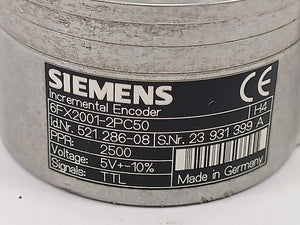 SIEMENS
Incremental Encoder
6FX2001-2PC50 H4
Id.Nr. 521 286-08 S.Nr. 23 931 399 A
PPR: 2500
Voltage: 5V+-10%
Signals: TTL
Made in Germany